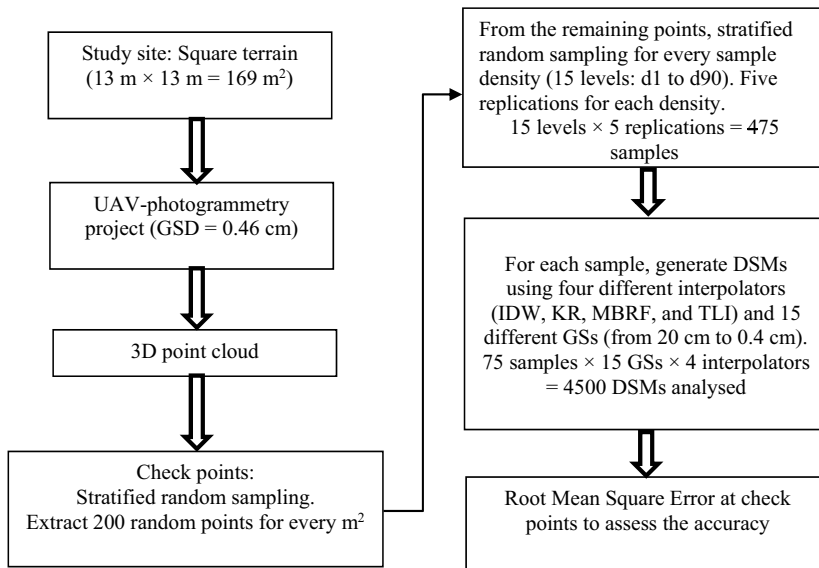 Study site: Square terrain
(13 m × 13 m = 169 m²)
UAV-photogrammetry
project (GSD = 0.46 cm)
3D point cloud
Check points:
Stratified random sampling.
Extract 200 random points for every m²
From the remaining points, stratified
random sampling for every sample
density (15 levels: d1 to d90). Five
replications for each density.
15 levels × 5 replications = 475
samples
For each sample, generate DSMs
using four different interpolators
(IDW, KR, MBRF, and TLI) and 15
different GSs (from 20 cm to 0.4 cm).
75 samples × 15 GSs × 4 interpolators
= 4500 DSMs analysed
Root Mean Square Error at check
points to assess the accuracy